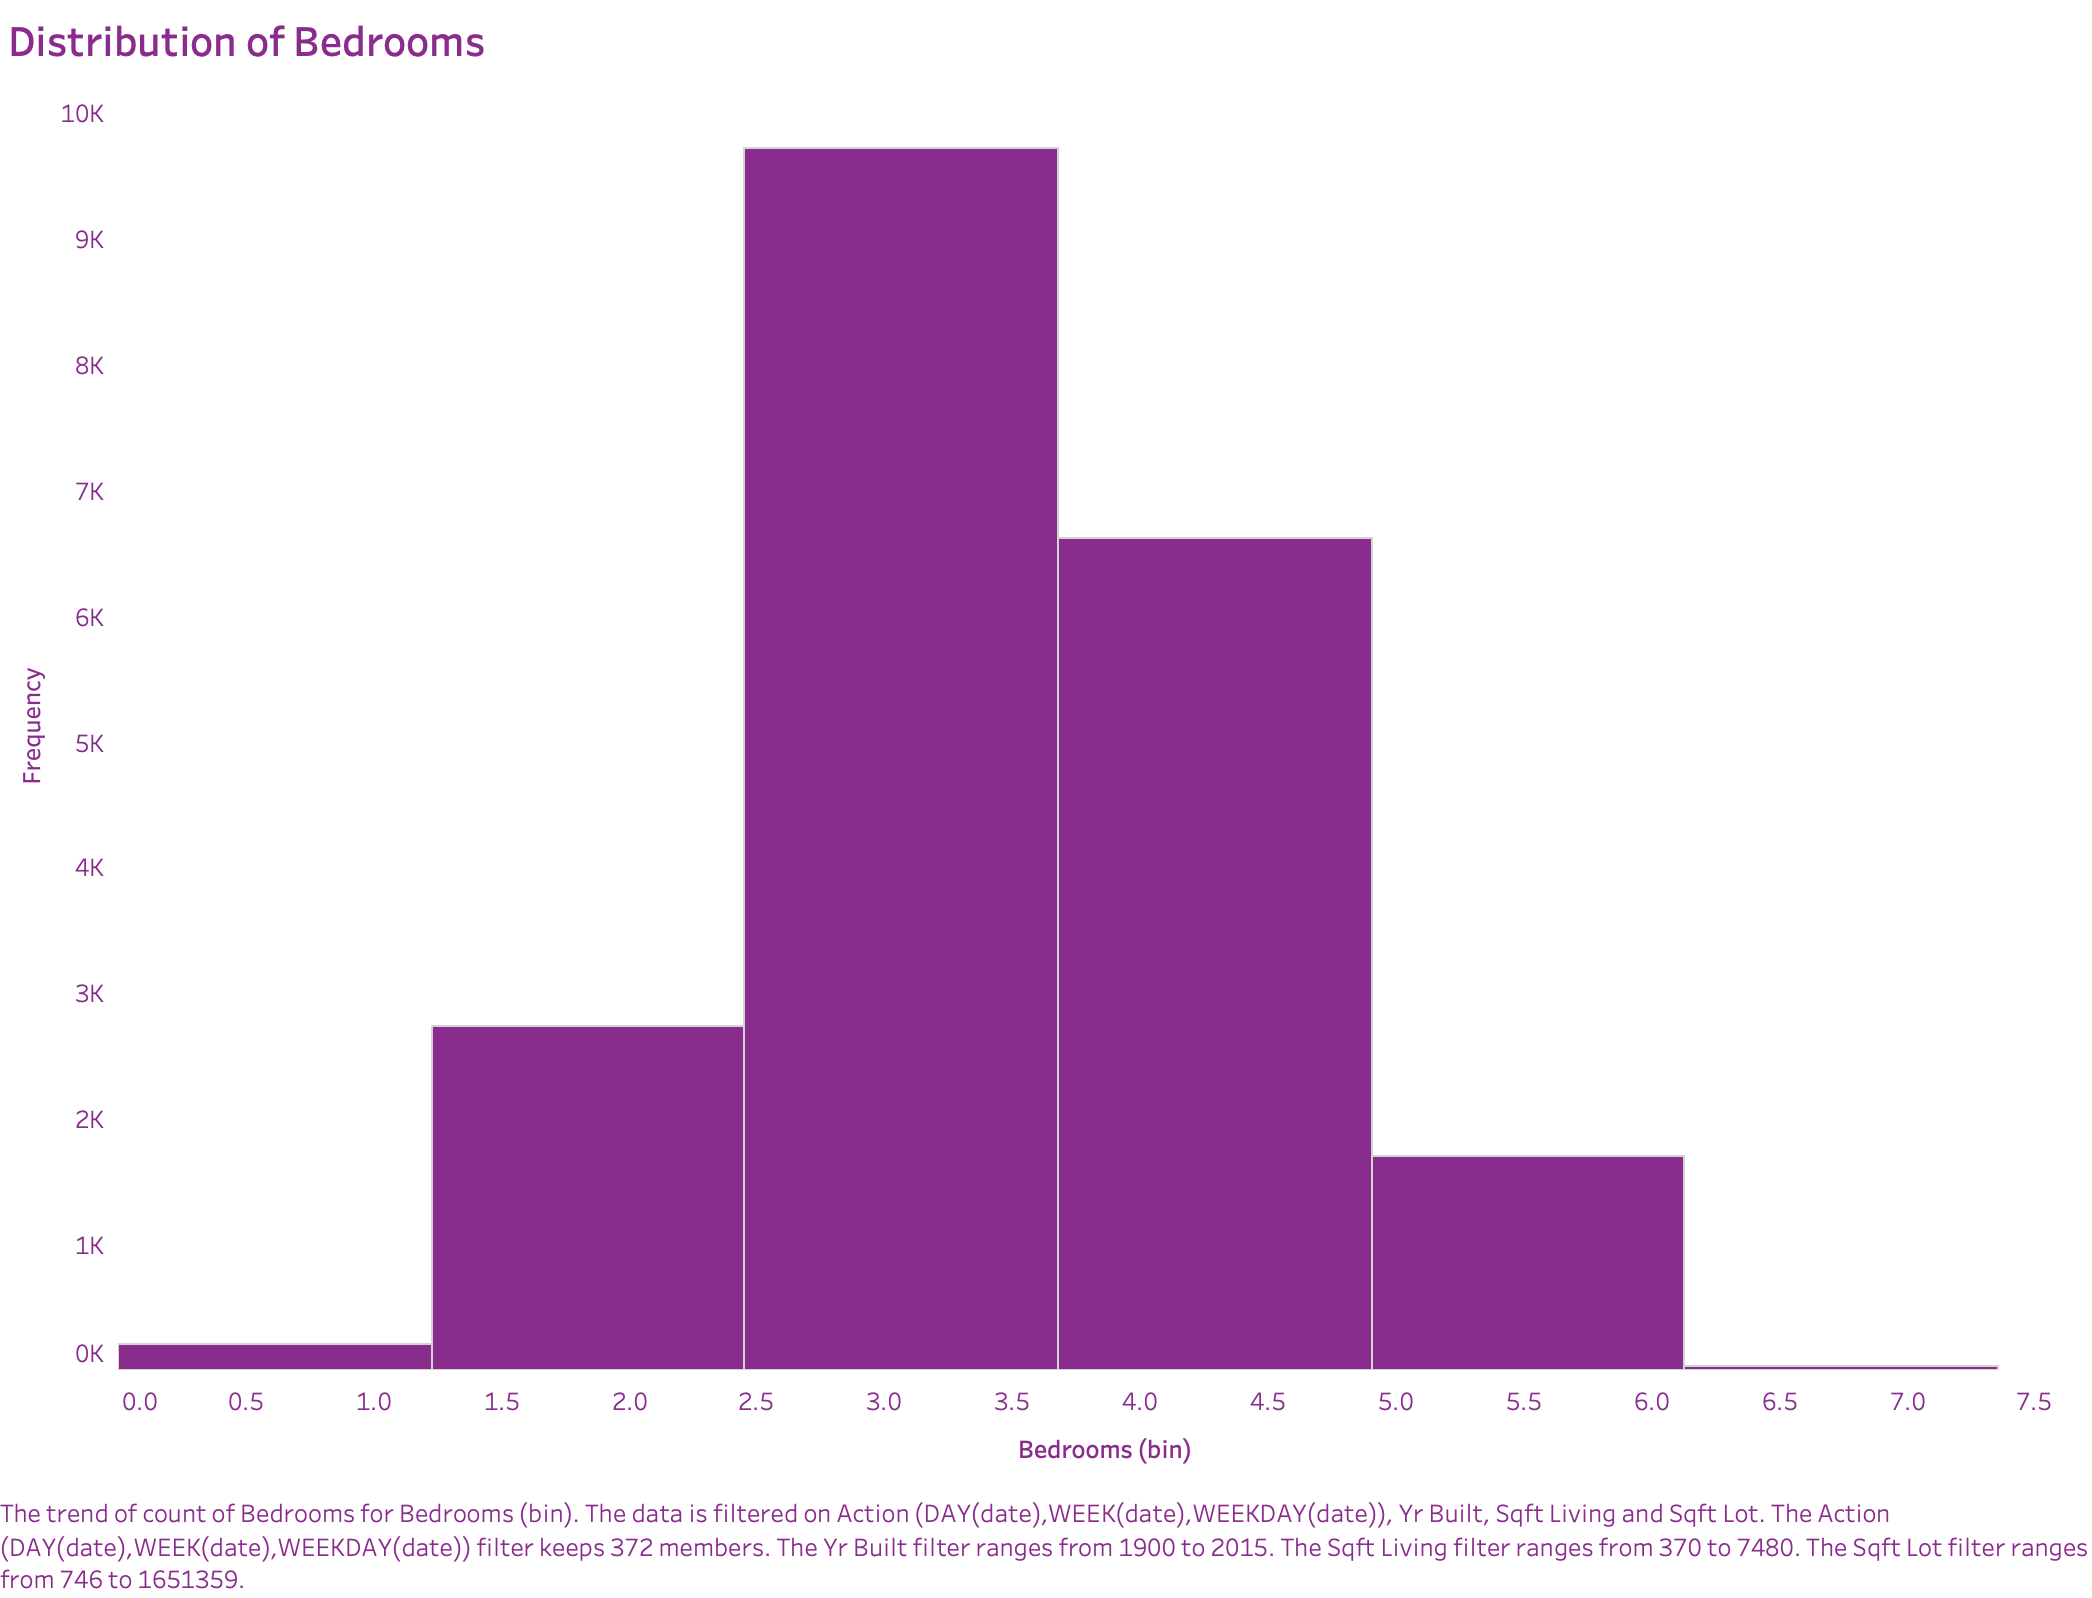 Distribution of Bedrooms
10K
9K
8K
7K
6K
5K
4K
3K
2K
1K
0K
Frequency
0.0 0.5 1.0 1.5 2.0 2.5 3.0 3.5 4.0 4.5 5.0 5.5 6.0 6.5 7.0 7.5
Bedrooms (bin)
The trend of count of Bedrooms for Bedrooms (bin). The data is filtered on Action (DAY(date),WEEK(date),WEEKDAY(date)), Yr Built, Sqft Living and Sqft Lot. The Action
(DAY(date),WEEK(date),WEEKDAY(date)) filter keeps 372 members. The Yr Built filter ranges from 1900 to 2015. The Sqft Living filter ranges from 370 to 7480. The Sqft Lot filter ranges
from 746 to 1651359.